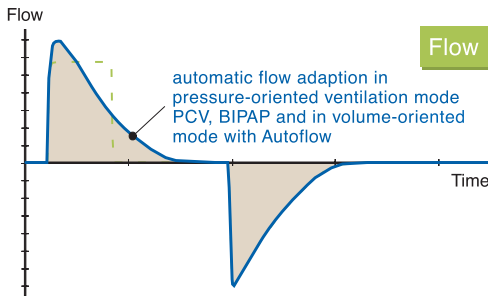 Flow
Flow
automatic flow adaption in
pressure-oriented ventilation mode
PCV, BIPAP and in volume-oriented
mode with Autoflow
Time